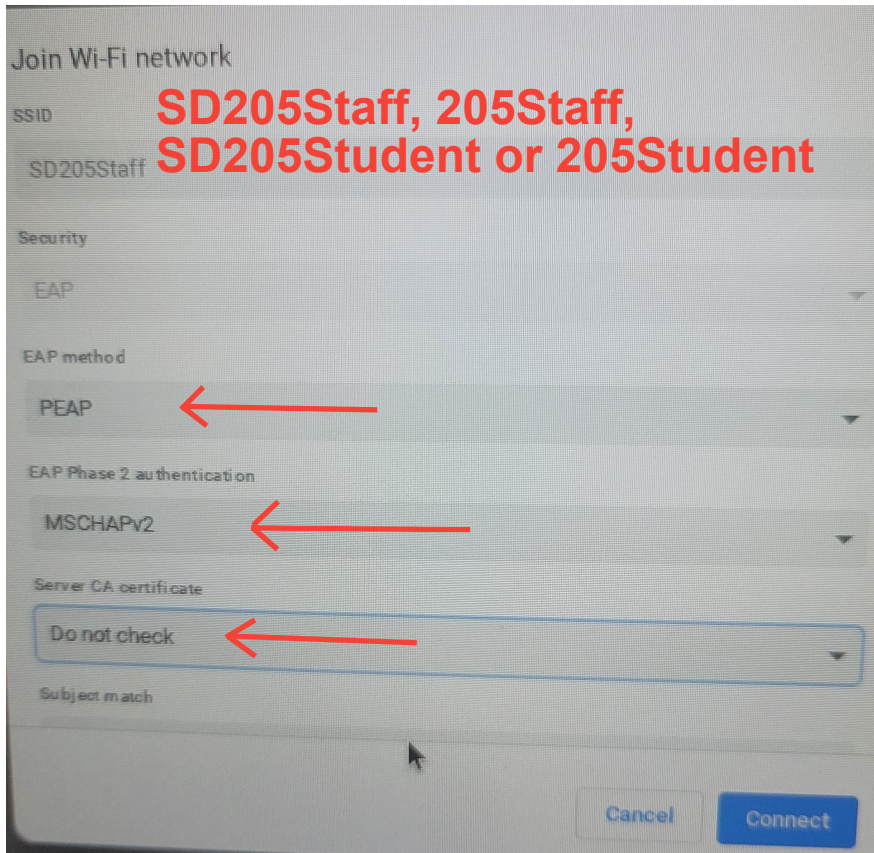 Join Wi-Fi network
SSID
SD205Staff, 205Staff,
SD205Student or 205Student
SD205Staff
Security
EAP
EAP method
PEAP
EAP Phase 2 authentication
MSCHAPv2
Server CA certificate
Do not check
Subject match
Cancel
Connect